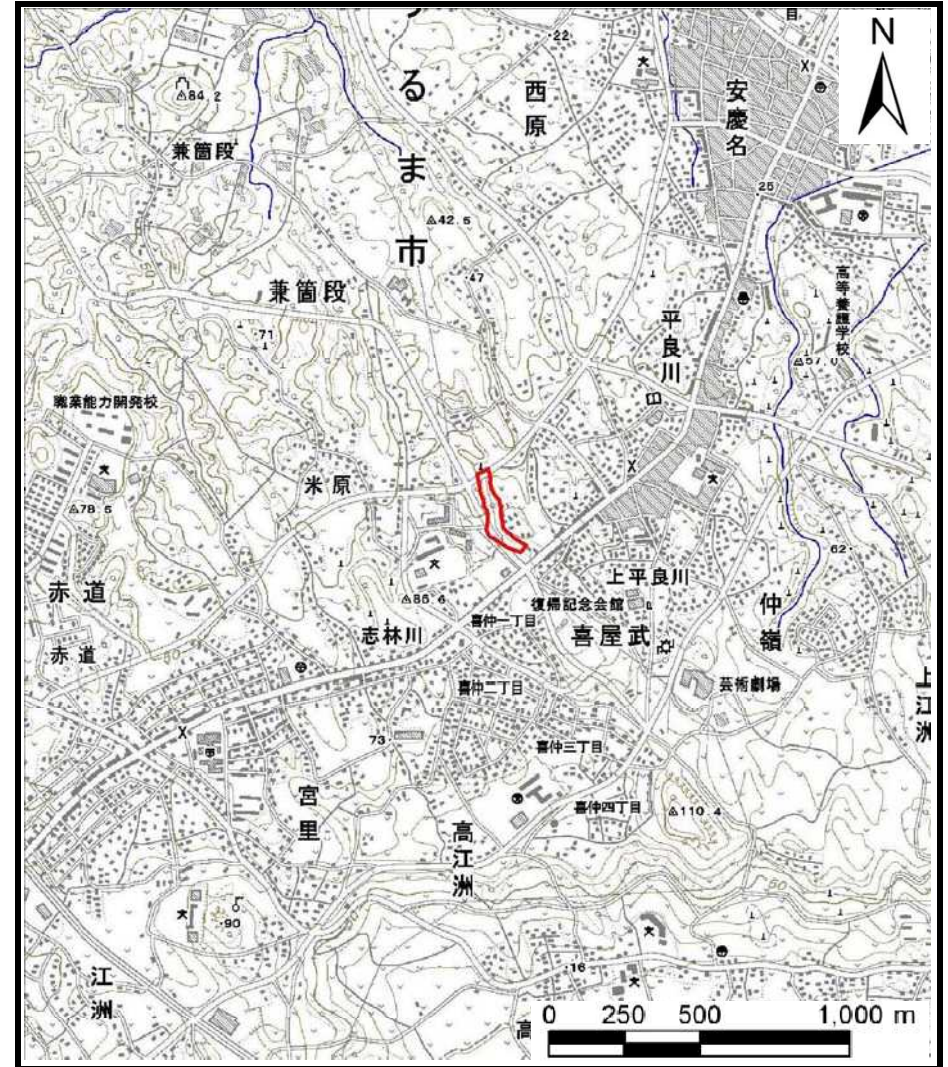 う
る
ま
市
22
西原
安慶名
N
84.2
兼箇段
42.5
25
47
兼箇段
平良川
高等養護学校
71
57.0
職業能力開発校
米原
78.5
62
赤道
上平良川
85.6
復帰記念会館
仲嶺
喜仲一丁目
志林川
喜屋武
赤道
芸術劇場
上江洲
喜仲二丁目
73
喜仲三丁目
宮里
喜仲四丁目
110.4
高江洲
50
90
16
江洲
高
0 250 500 1,000 m